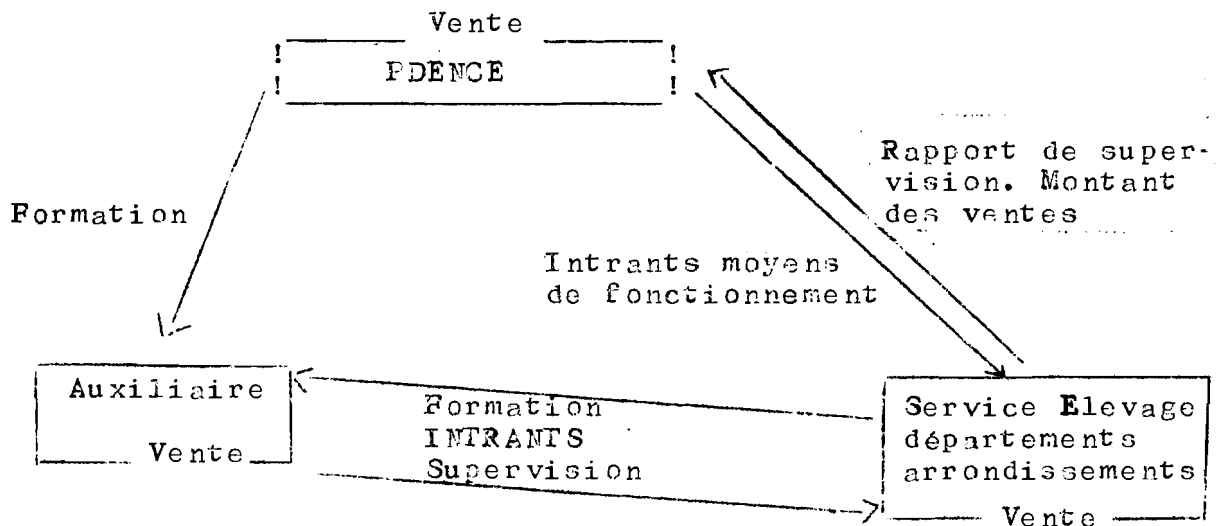 Vente
PDENCE
Rapport de super-
vision. Montant
des ventes
Formation
Intrants moyens
de fonctionnement
Auxiliaire
Vente
Formation
INTRANTS
Supervision
Service Elevage
départements
arrondissements
Vente